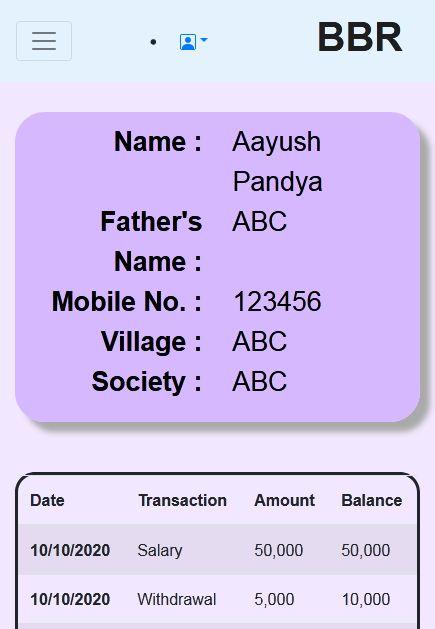 BBR
Name : Aayush
Pandya
Father's ABC
Name :
Mobile No. : 123456
Village : ABC
Society : ABC
Date Transaction Amount Balance
10/10/2020 Salary 50,000 50,000
10/10/2020 Withdrawal 5,000 10,000